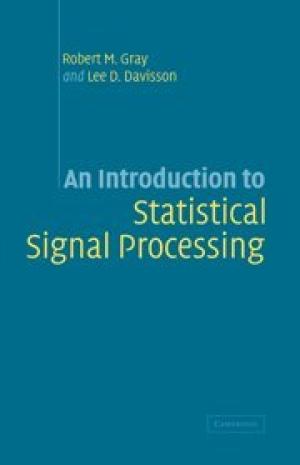 Robert M. Gray
and Lee D. Davisson
An Introduction to
Statistical
Signal Processing
CAMBRIDGE